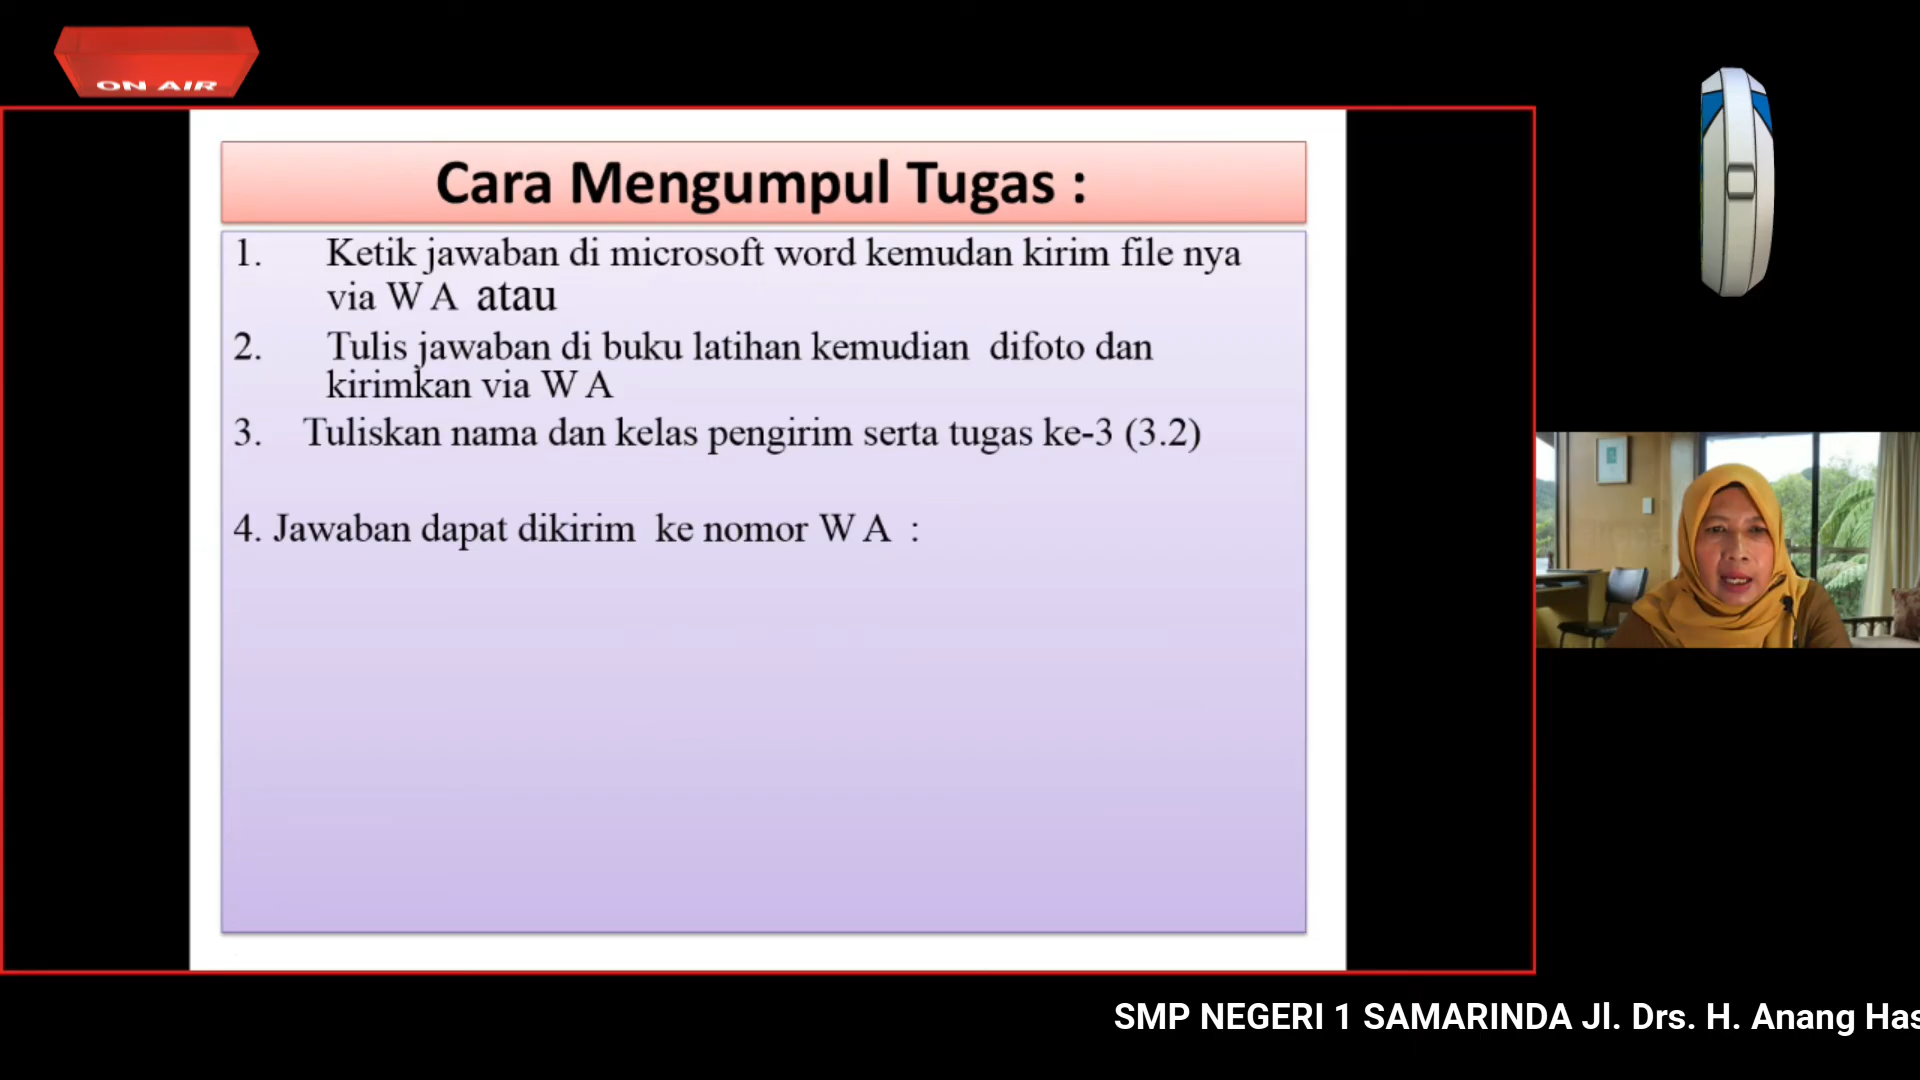 ON AIR
Cara Mengumpul Tugas :
1. Ketik jawaban di microsoft word kemudan kirim file nya
via W A atau
2. Tulis jawaban di buku latihan kemudian difoto dan
kirimkan via W A
3. Tuliskan nama dan kelas pengirim serta tugas ke-3 (3.2)
4. Jawaban dapat dikirim ke nomor W A :
SMP NEGERI 1 SAMARINDA Jl. Drs. H. Anang Has